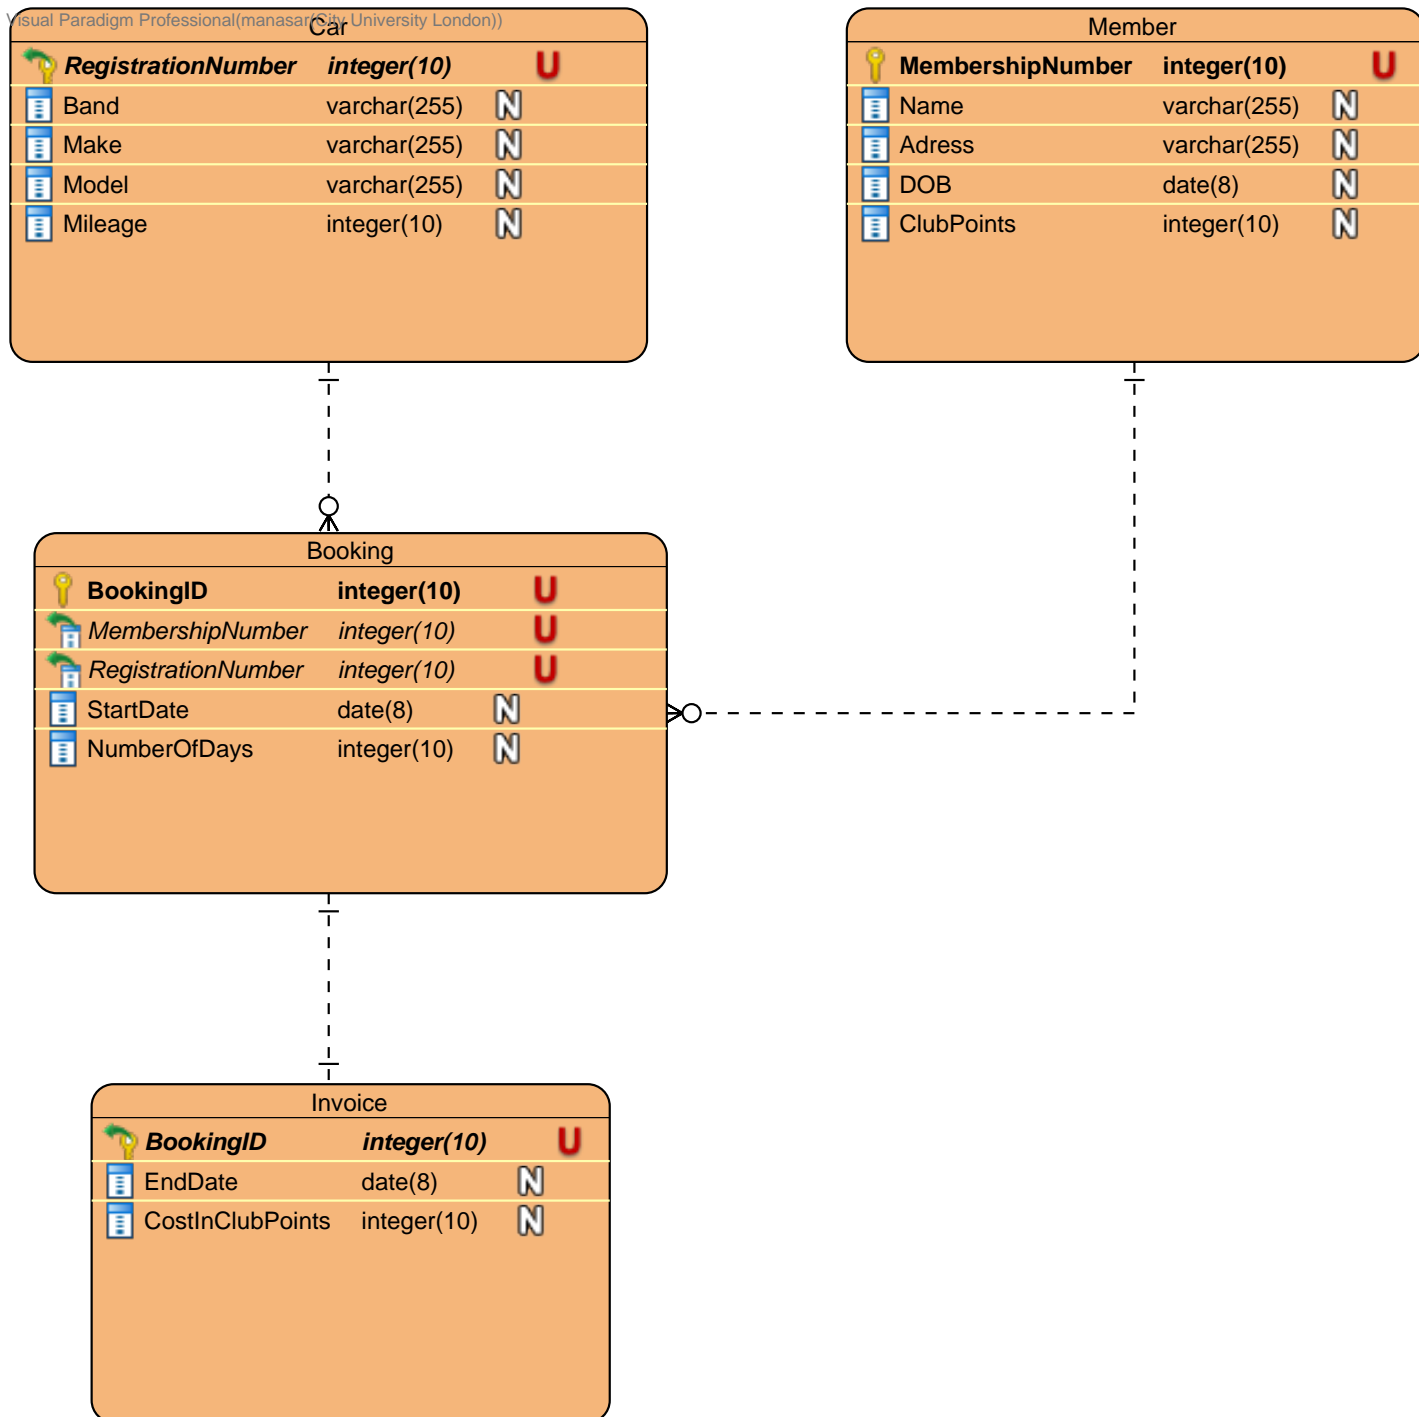 Visual Paradigm Professional(manasar(City University London))
Car
RegistrationNumber integer(10) U
Band varchar(255) N
Make varchar(255) N
Model varchar(255) N
Mileage integer(10) N
Member
MembershipNumber integer(10) U
Name varchar(255) N
Adress varchar(255) N
DOB date(8) N
ClubPoints integer(10) N
Booking
BookingID integer(10) U
MembershipNumber integer(10) U
RegistrationNumber integer(10) U
StartDate date(8) N
NumberOfDays integer(10) N
Invoice
BookingID integer(10) U
EndDate date(8) N
CostInClubPoints integer(10) N